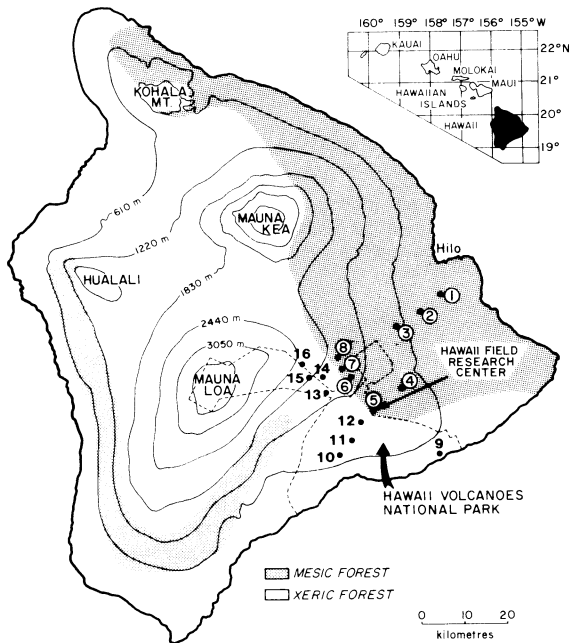 160° 159° 158° 157° 156° 155° W
KAUAI
22° N
OAHU
MOLOKAI
21°
MAUI
HAWAIIAN
ISLANDS
20°
HAWAII
19°
KOHALA
MT.
610 m
1220 m
MAUNA
KEA
HUALALI
1830 m
Hilo
2440 m
3050 m
MAUNA
LOA
1
2
3
HAWAII FIELD
RESEARCH
CENTER
8
7
16
14
15
6
4
13
5
12
11
10
9
HAWAII VOLCANOES
NATIONAL PARK
MESIC FOREST
XERIC FOREST
0 10 20
kilometres